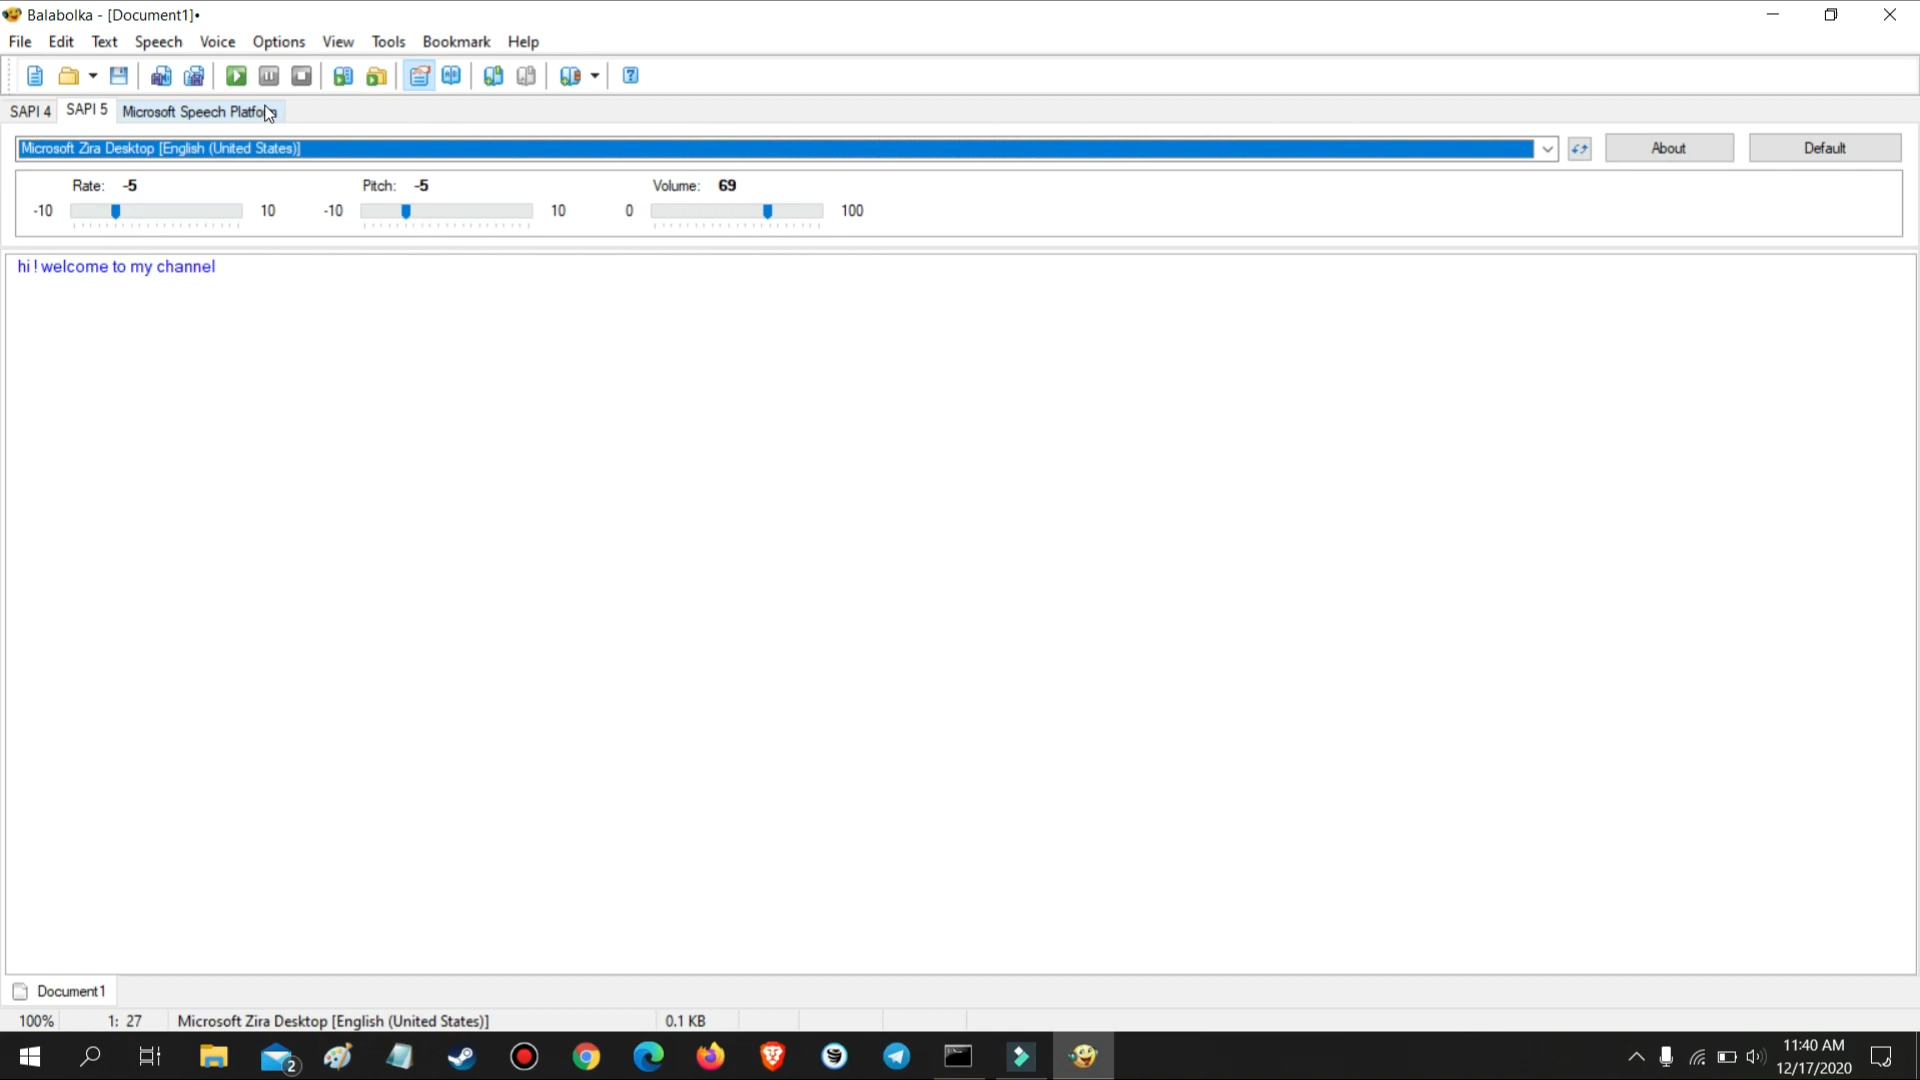 Balabolka - [Document1]•
File Edit Text Speech Voice Options View Tools Bookmark Help
SAPI 4 SAPI 5 Microsoft Speech Platform
Microsoft Zira Desktop [English (United States)] About Default
Rate: -5 Pitch: -5 Volume: 69
-10 10 -10 10 0 100
hi ! welcome to my channel
Document1
100% 1: 27 Microsoft Zira Desktop [English (United States)] 0.1 KB
2
11:40 AM
12/17/2020